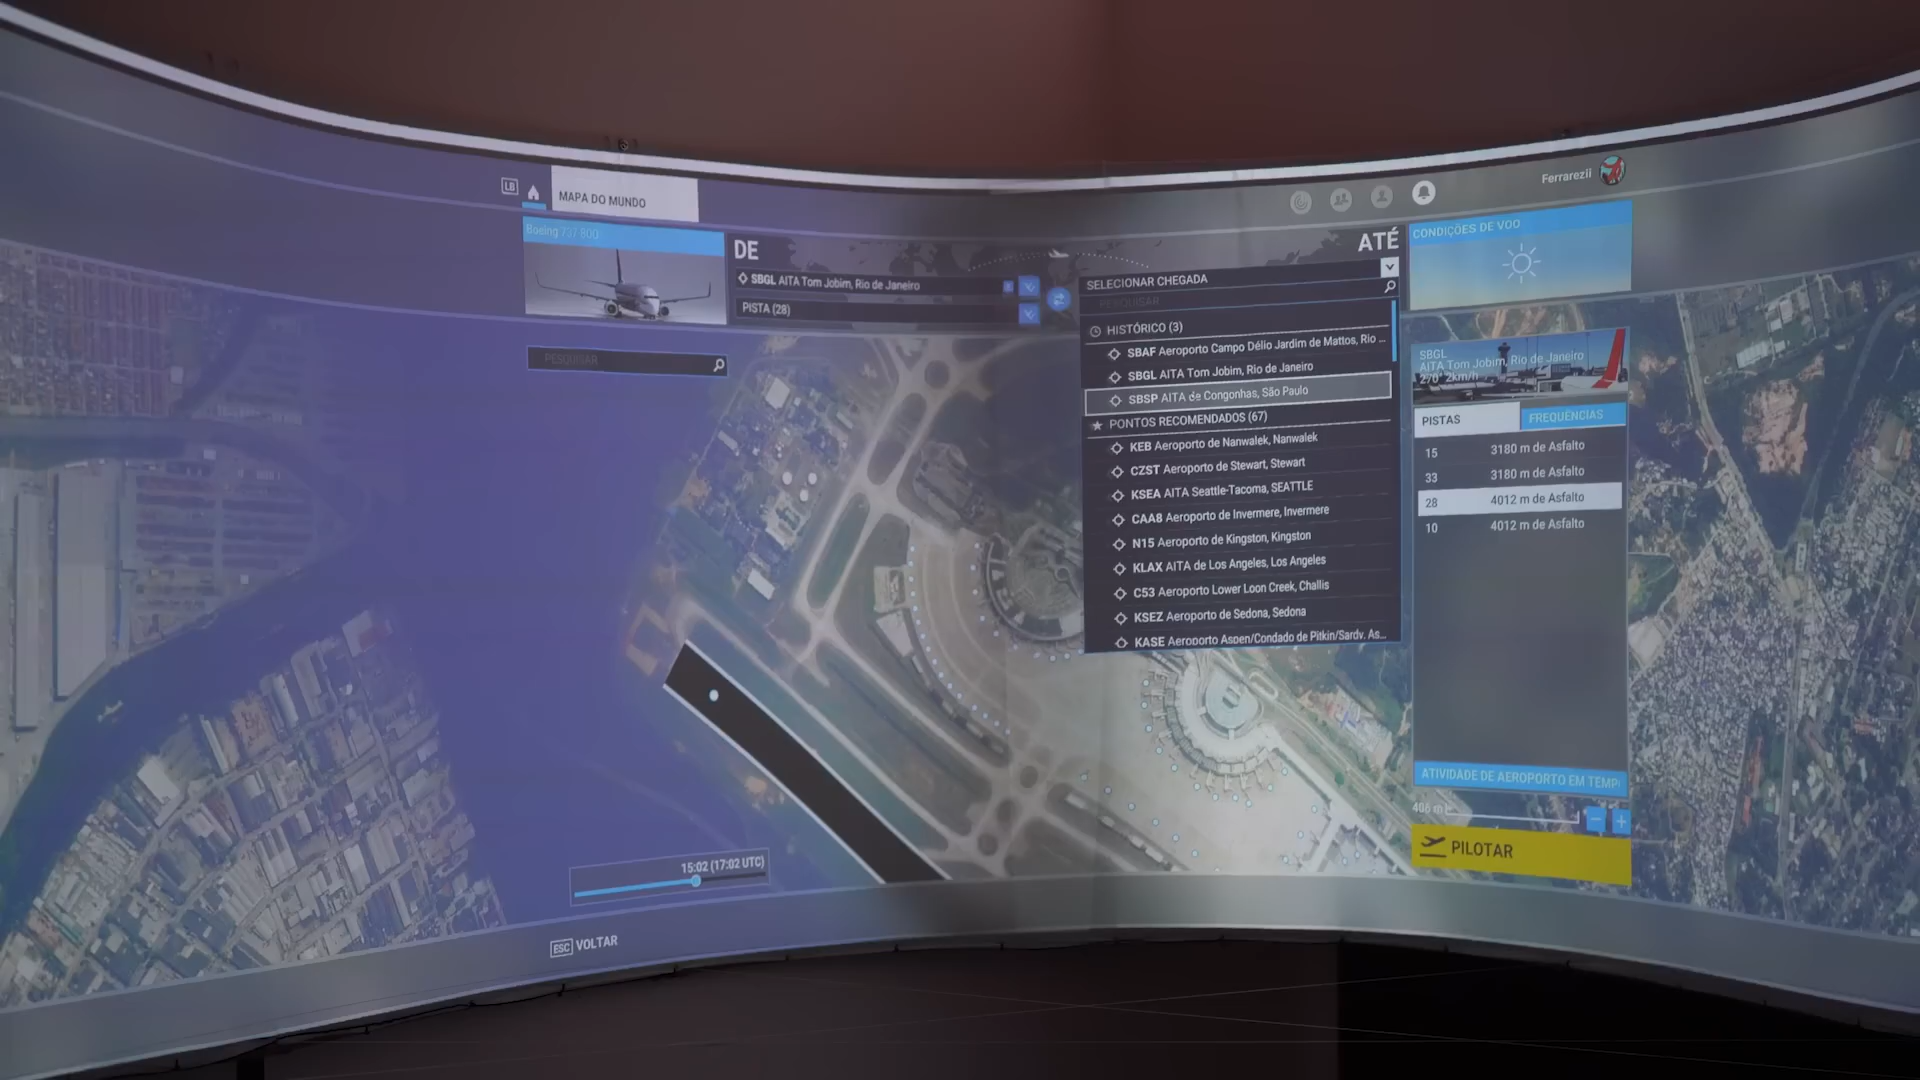 LB
MAPA DO MUNDO
Ferrarezii
Boeing 737-800
DE
SBGL AITA Tom Jobim, Rio de Janeiro
PISTA (28)
PESQUISAR
ATÉ
SELECIONAR CHEGADA
PESQUISAR
HISTÓRICO (3)
SBAF Aeroporto Campo Délio Jardim de Mattos, Rio ...
SBGL AITA Tom Jobim, Rio de Janeiro
SBSP AITA de Congonhas, São Paulo
PONTOS RECOMENDADOS (67)
KEB Aeroporto de Nanwalek, Nanwalek
CZST Aeroporto de Stewart, Stewart
KSEA AITA Seattle-Tacoma, SEATTLE
CAA8 Aeroporto de Invermere, Invermere
N15 Aeroporto de Kingston, Kingston
KLAX AITA de Los Angeles, Los Angeles
C53 Aeroporto Lower Loon Creek, Challis
KSEZ Aeroporto de Sedona, Sedona
KASE Aeroporto Aspen/Condado de Pitkin/Sardy, As...
CONDIÇÕES DE VOO
SBGL
AITA Tom Jobim, Rio de Janeiro
270° 2km/h
PISTAS
FREQUÊNCIAS
15 3180 m de Asfalto
33 3180 m de Asfalto
28 4012 m de Asfalto
10 4012 m de Asfalto
ATIVIDADE DE AEROPORTO EM TEMP
406 m
PILOTAR
15:02 (17:02 UTC)
ESC VOLTAR